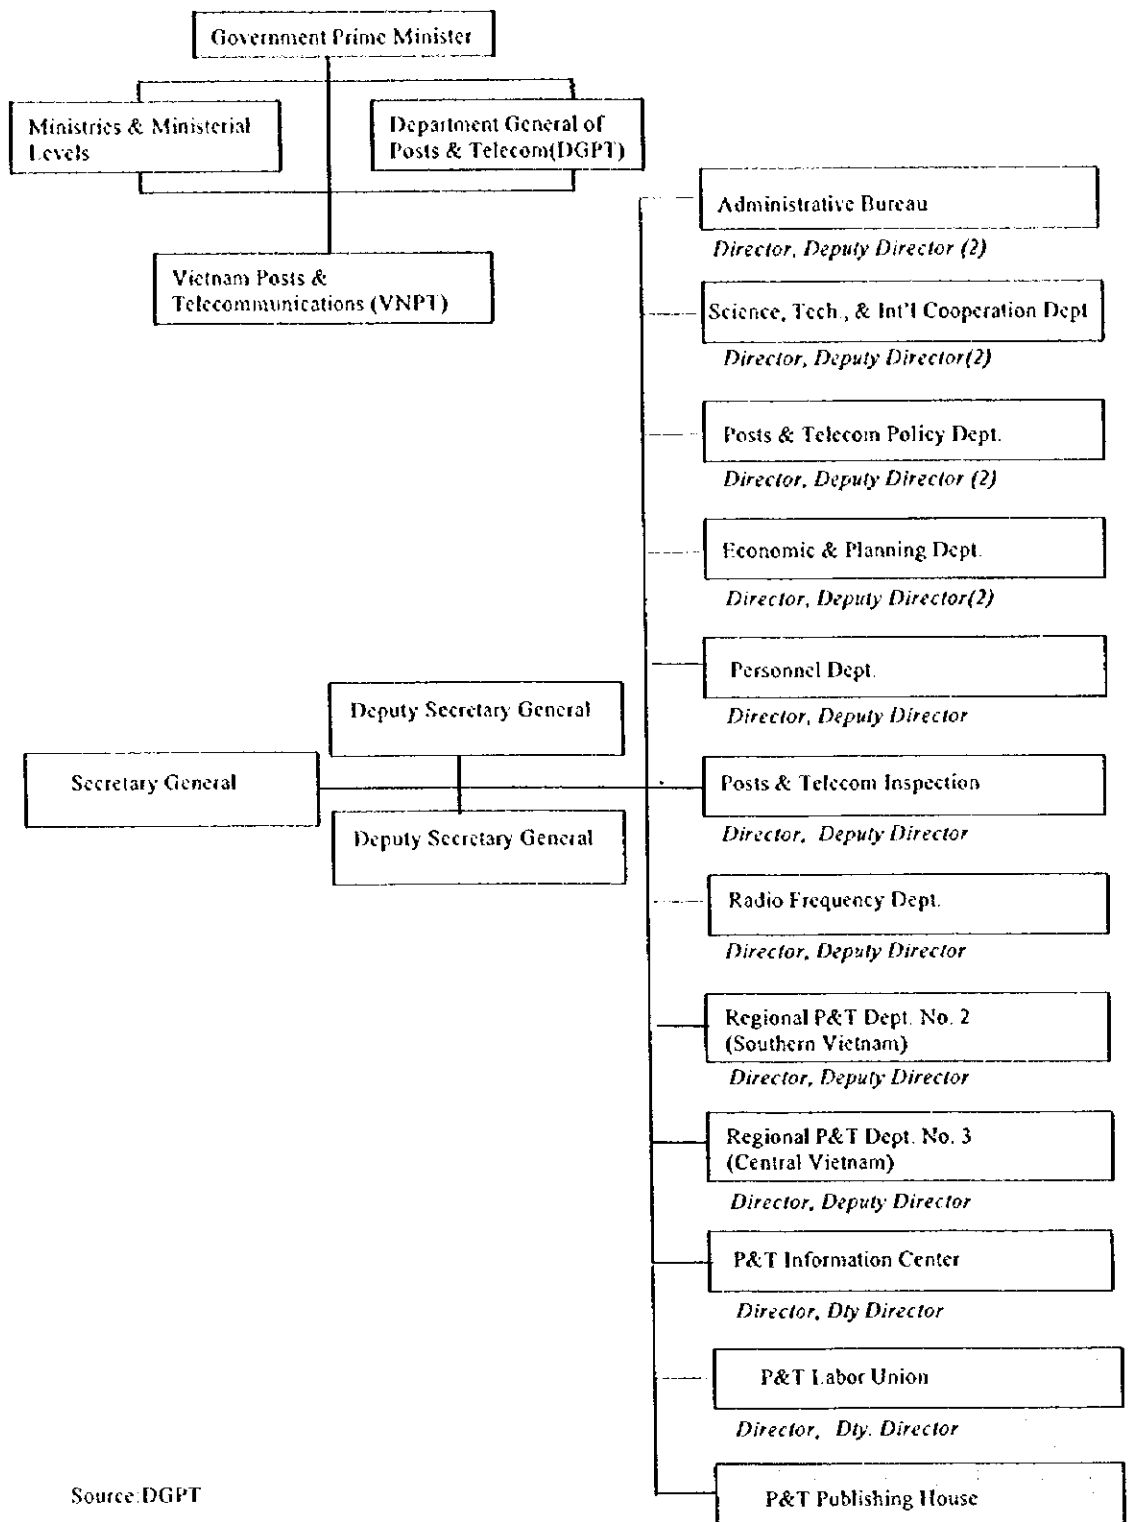 Government Prime Minister
Ministries & Ministerial
Levels
Department General of
Posts & Telecom(DGPT)
Vietnam Posts &
Telecommunications (VNPT)
Administrative Bureau
Director, Deputy Director (2)
Science, Tech., & Int'l Cooperation Dept
Director, Deputy Director(2)
Posts & Telecom Policy Dept.
Director, Deputy Director (2)
Economic & Planning Dept.
Director, Deputy Director(2)
Personnel Dept.
Director, Deputy Director
Deputy Secretary General
Secretary General
Deputy Secretary General
Posts & Telecom Inspection
Director, Deputy Director
Radio Frequency Dept.
Director, Deputy Director
Regional P&T Dept. No. 2
(Southern Vietnam)
Director, Deputy Director
Regional P&T Dept. No. 3
(Central Vietnam)
Director, Deputy Director
P&T Information Center
Director, Dty Director
P&T Labor Union
Director, Dty. Director
P&T Publishing House
Source:DGPT